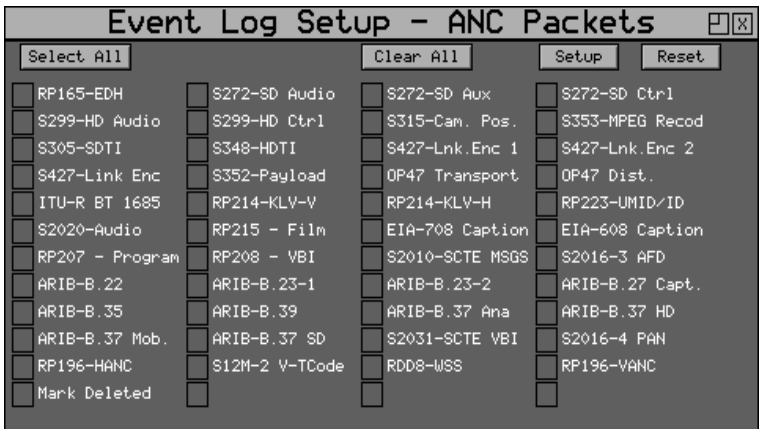 Event Log Setup - ANC Packets
Select All Clear All Setup Reset
RP165-EDH S272-SD Audio S272-SD Aux S272-SD Ctrl
S299-HD Audio S299-HD Ctrl S315-Cam. Pos. S353-MPEG Recod
S305-SDTI S348-HDTI S427-Lnk.Enc 1 S427-Lnk.Enc 2
S427-Link Enc S352-Payload OP47 Transport OP47 Dist.
ITU-R BT 1685 RP214-KLV-V RP214-KLV-H RP223-UMID/ID
S2020-Audio RP215 - Film EIA-708 Caption EIA-608 Caption
RP207 - Program RP208 - VBI S2010-SCTE MSGS S2016-3 AFD
ARIB-B.22 ARIB-B.23-1 ARIB-B.23-2 ARIB-B.27 Capt.
ARIB-B.35 ARIB-B.39 ARIB-B.37 Ana ARIB-B.37 HD
ARIB-B.37 Mob. ARIB-B.37 SD S2031-SCTE VBI S2016-4 PAN
RP196-HANC S12M-2 V-TCode RDD8-WSS RP196-VANC
Mark Deleted